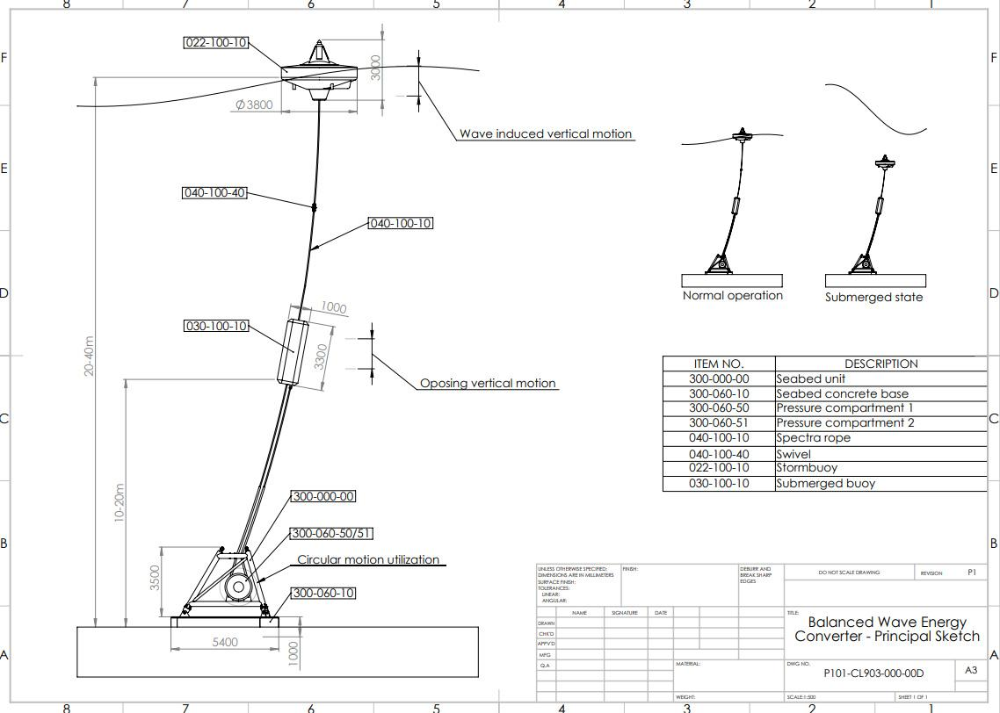 8 7 6 5 4 3 2 1
F
E
D
C
B
A
022-100-10
3000
Ø3800
Wave induced vertical motion
040-100-40
040-100-10
1000
030-100-10
3300
Oposing vertical motion
20-40m
10-20m
300-000-00
300-060-50/51
Circular motion utilization
3500
300-060-10
5400
1000
Normal operation
Submerged state
ITEM NO. DESCRIPTION
300-000-00 Seabed unit
300-060-10 Seabed concrete base
300-060-50 Pressure compartment 1
300-060-51 Pressure compartment 2
040-100-10 Spectra rope
040-100-40 Swivel
022-100-10 Stormbuoy
030-100-10 Submerged buoy
F
E
D
C
B
A
UNLESS OTHERWISE SPECIFIED:
DIMENSIONS ARE IN MILLIMETERS
SURFACE FINISH:
TOLERANCES:
LINEAR:
ANGULAR:
FINISH:
DEBURR AND
BREAK SHARP
EDGES
DO NOT SCALE DRAWING
REVISION P1
NAME SIGNATURE DATE
DRAWN
CHK'D
APPV'D
MFG
Q.A
TITLE:
Balanced Wave Energy
Converter - Principal Sketch
MATERIAL:
DWG NO.
P101-CL903-000-00D
A3
WEIGHT:
SCALE:1:500
SHEET 1 OF 1
8 7 6 5 4 3 2 1